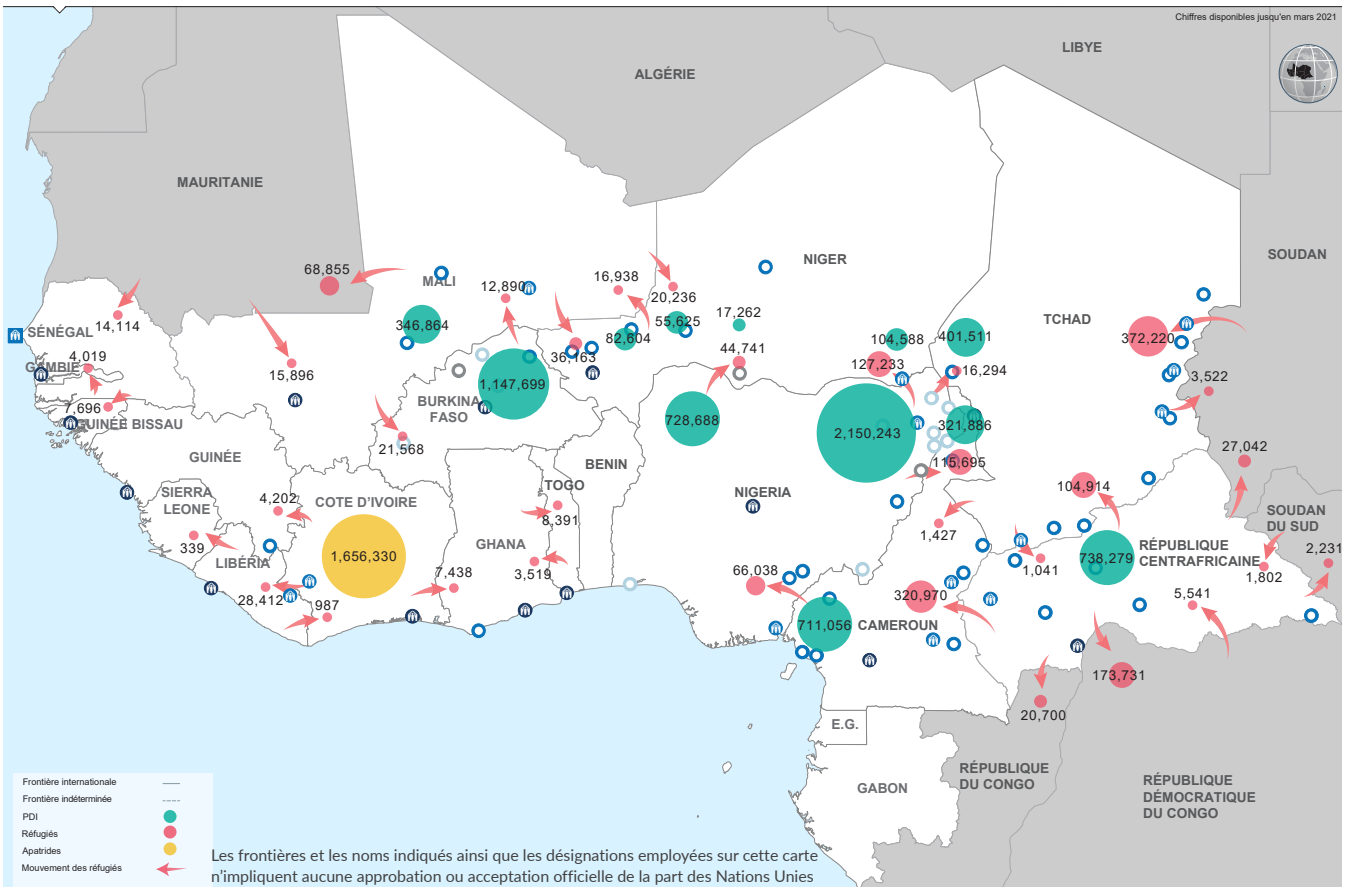 Chiffres disponibles jusqu'en mars 2021
LIBYE
ALGÉRIE
MAURITANIE
SOUDAN
NIGER
68,855
MALI
12,890
16,938
20,236
17,262
TCHAD
SÉNÉGAL
14,114
346,864
55,625
82,604
104,588
401,511
372,220
GAMBIE
4,019
15,896
36,163
44,741
127,233
16,294
3,522
1,147,699
7,696
BURKINA
FASO
GUINÉE BISSAU
728,688
2,150,243
321,886
21,568
GUINÉE
BENIN
115,695
27,042
SIERRA
LEONE
4,202
COTE D'IVOIRE
TOGO
8,391
NIGERIA
104,914
SOUDAN
DU SUD
339
LIBÉRIA
1,656,330
GHANA
3,519
1,427
1,041
738,279
RÉPUBLIQUE
CENTRAFRICAINE
1,802
2,231
28,412
987
7,438
66,038
320,970
5,541
711,056
CAMEROUN
173,731
20,700
E.G.
GABON
RÉPUBLIQUE
DU CONGO
RÉPUBLIQUE
DÉMOCRATIQUE
DU CONGO
Frontière internationale
Frontière indéterminée
PDI
Réfugiés
Apatrides
Mouvement des réfugiés
Les frontières et les noms indiqués ainsi que les désignations employées sur cette carte
n'impliquent aucune approbation ou acceptation officielle de la part des Nations Unies